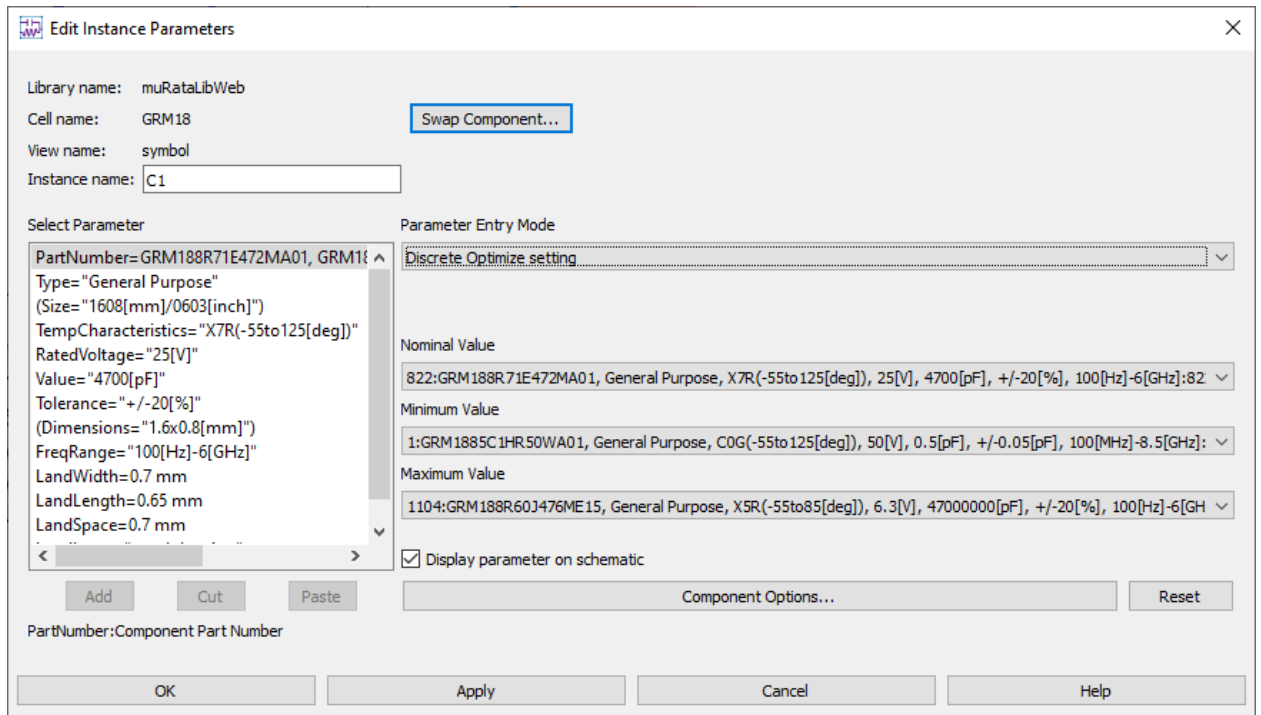 Edit Instance Parameters
Library name: muRataLibWeb
Cell name: GRM18
Swap Component...
View name: symbol
Instance name: C1
Select Parameter
PartNumber=GRM188R71E472MA01, GRM18
Type="General Purpose"
(Size="1608[mm]/0603[inch]")
TempCharacteristics="X7R(-55to125[deg])"
RatedVoltage="25[V]"
Value="4700[pF]"
Tolerance="+/-20[%]"
(Dimensions="1.6x0.8[mm]")
FreqRange="100[Hz]-6[GHz]"
LandWidth=0.7 mm
LandLength=0.65 mm
LandSpace=0.7 mm
Add
Cut
Paste
PartNumber:Component Part Number
Parameter Entry Mode
Discrete Optimize setting
Nominal Value
822:GRM188R71E472MA01, General Purpose, X7R(-55to125[deg]), 25[V], 4700[pF], +/-20[%], 100[Hz]-6[GHz]:82
Minimum Value
1:GRM1885C1HR50WA01, General Purpose, C0G(-55to125[deg]), 50[V], 0.5[pF], +/-0.05[pF], 100[MHz]-8.5[GHz]:
Maximum Value
1104:GRM188R60J476ME15, General Purpose, X5R(-55to85[deg]), 6.3[V], 47000000[pF], +/-20[%], 100[Hz]-6[GH
Display parameter on schematic
Component Options...
Reset
OK
Apply
Cancel
Help